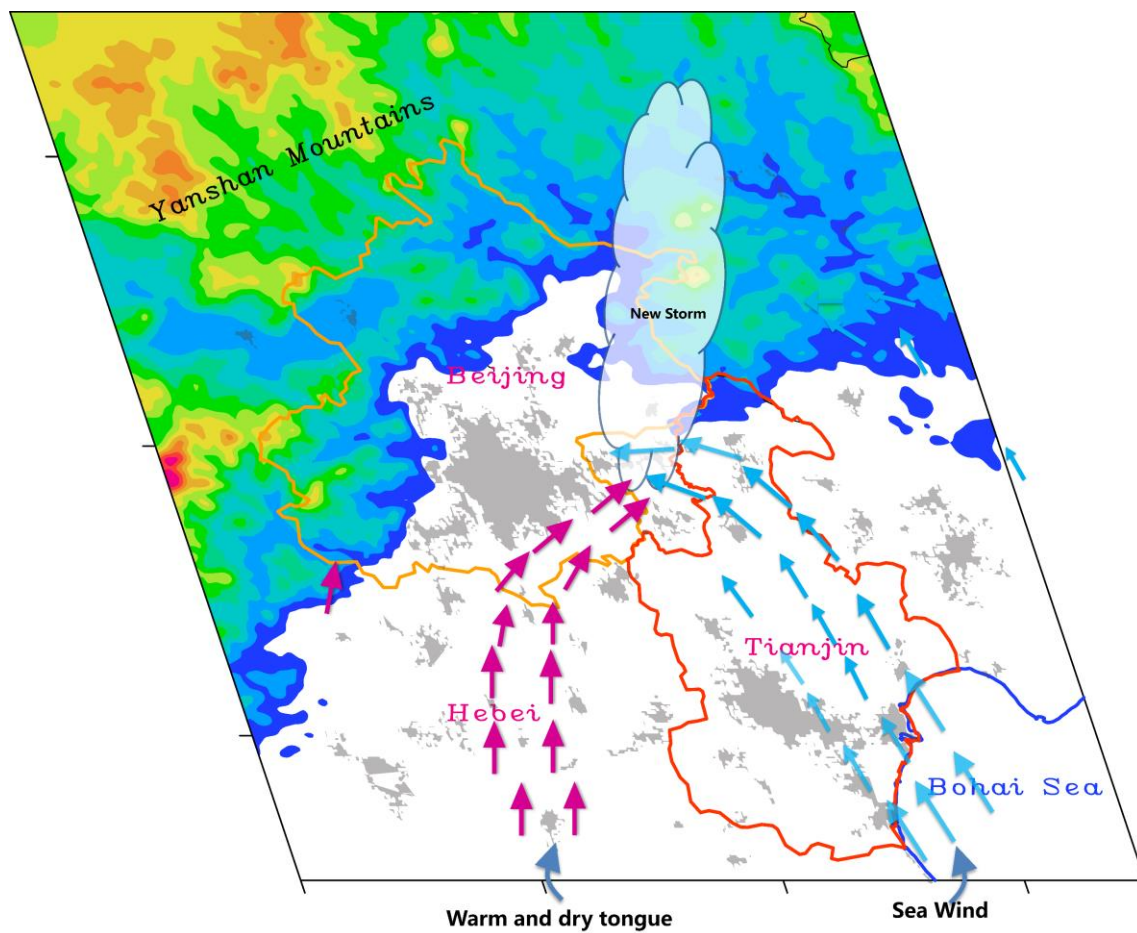 Yanshan Mountains
New Storm
Beijing
Tianjin
Hebei
Bohai Sea
Warm and dry tongue
Sea Wind